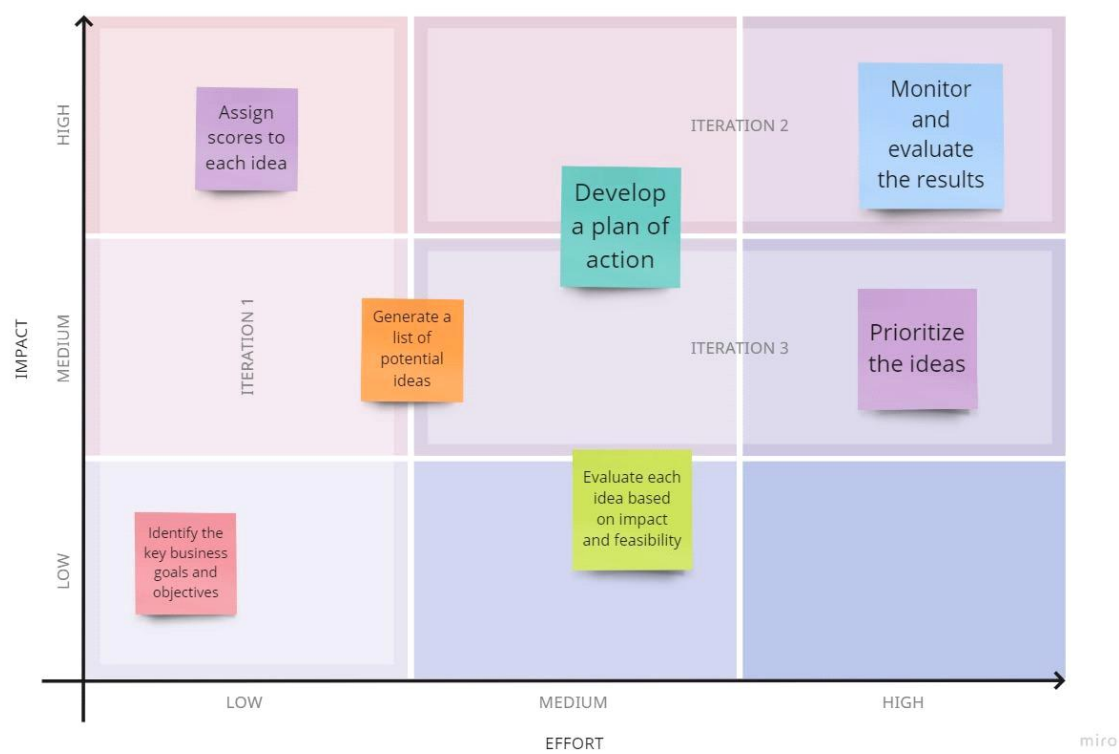 HIGH
Assign
scores to
each idea
ITERATION 2
Monitor
and
evaluate
the results
Develop
a plan of
action
IMPACT
MEDIUM
ITERATION 1
Generate a
list of
potential
ideas
ITERATION 3
Prioritize
the ideas
LOW
Identify the
key business
goals and
objectives
Evaluate each
idea based
on impact
and feasibility
LOW
MEDIUM
HIGH
EFFORT
miro